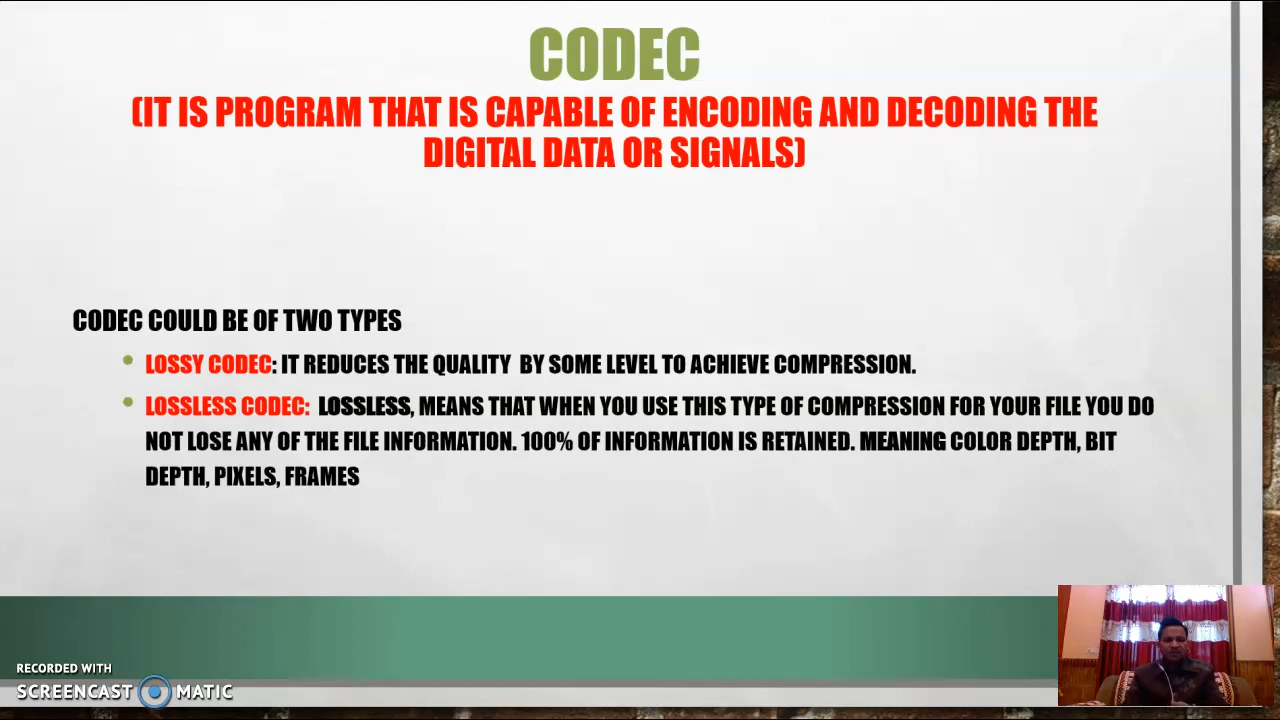 CODEC
(IT IS PROGRAM THAT IS CAPABLE OF ENCODING AND DECODING THE
DIGITAL DATA OR SIGNALS)
CODEC COULD BE OF TWO TYPES
LOSSY CODEC: IT REDUCES THE QUALITY BY SOME LEVEL TO ACHIEVE COMPRESSION.
LOSSLESS CODEC: LOSSLESS, MEANS THAT WHEN YOU USE THIS TYPE OF COMPRESSION FOR YOUR FILE YOU DO
NOT LOSE ANY OF THE FILE INFORMATION. 100% OF INFORMATION IS RETAINED. MEANING COLOR DEPTH, BIT
DEPTH, PIXELS, FRAMES
RECORDED WITH
SCREENCAST MATIC